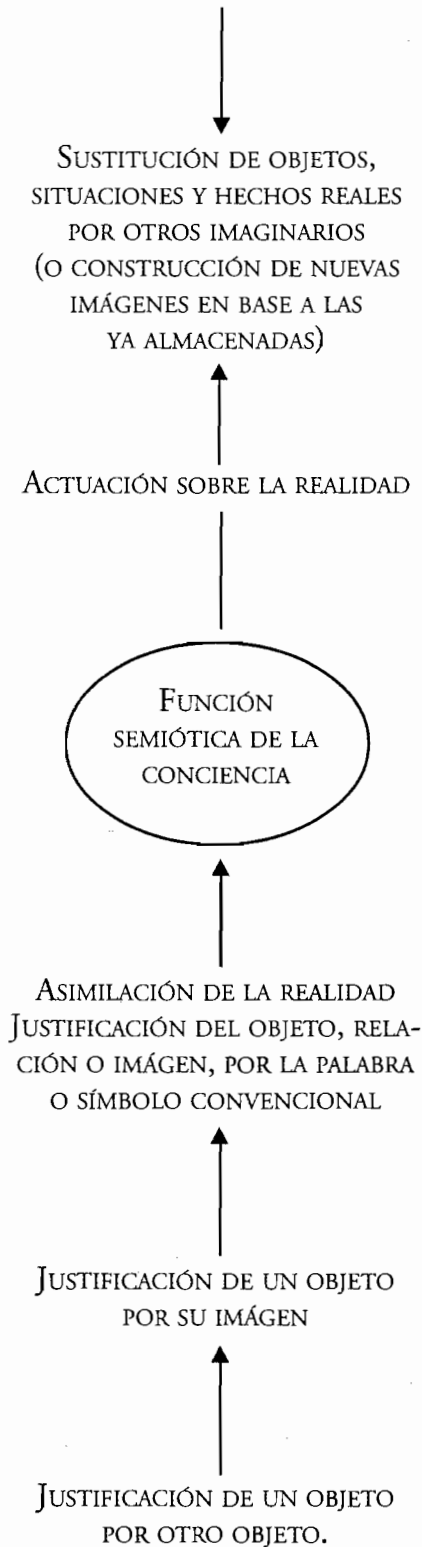 SUSTITUCIÓN DE OBJETOS,
SITUACIONES Y HECHOS REALES
POR OTROS IMAGINARIOS
(O CONSTRUCCIÓN DE NUEVAS
IMÁGENES EN BASE A LAS
YA ALMACENADAS)
ACTUACIÓN SOBRE LA REALIDAD
FUNCIÓN
SEMIÓTICA DE LA
CONCIENCIA
ASIMILACIÓN DE LA REALIDAD
JUSTIFICACIÓN DEL OBJETO, RELA-
CIÓN O IMÁGEN, POR LA PALABRA
O SÍMBOLO CONVENCIONAL
JUSTIFICACIÓN DE UN OBJETO
POR SU IMÁGEN
JUSTIFICACIÓN DE UN OBJETO
POR OTRO OBJETO.